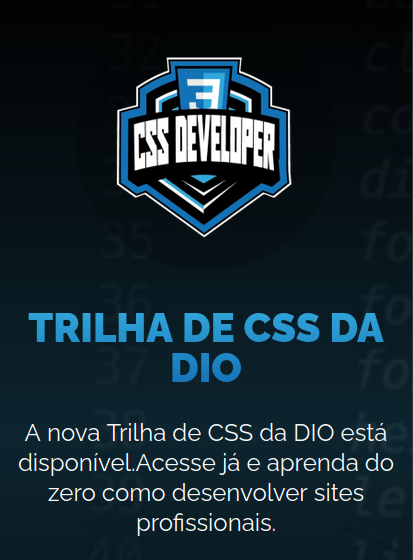 3
CSS DEVELOPER
TRILHA DE CSS DA
DIO
A nova Trilha de CSS da DIO está
disponível.Acesse já e aprenda do
zero como desenvolver sites
profissionais.